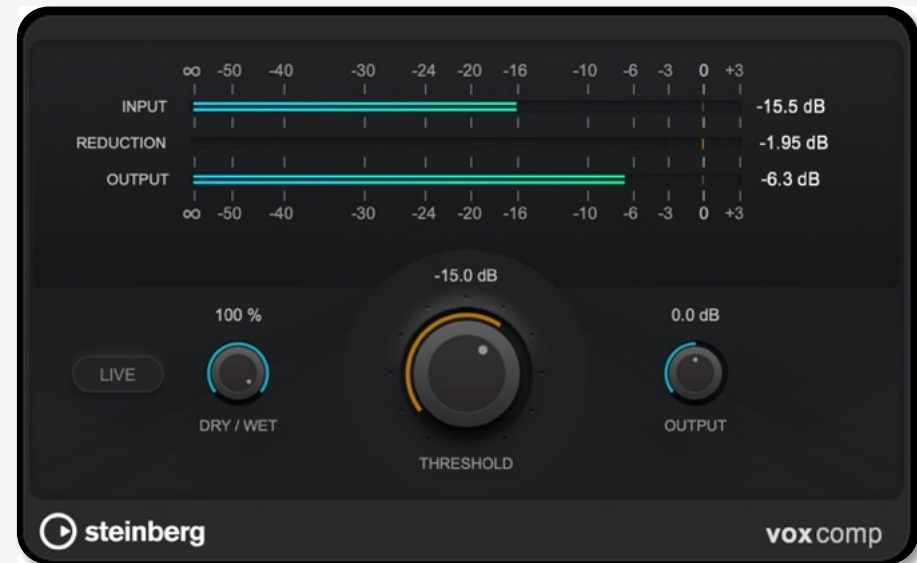 ∞ -50 -40 -30 -24 -20 -16 -10 -6 -3 0 +3
INPUT -15.5 dB
REDUCTION -1.95 dB
OUTPUT -6.3 dB
∞ -50 -40 -30 -24 -20 -16 -10 -6 -3 0 +3
-15.0 dB
100 % 0.0 dB
LIVE
DRY / WET OUTPUT
THRESHOLD
steinberg voxcomp